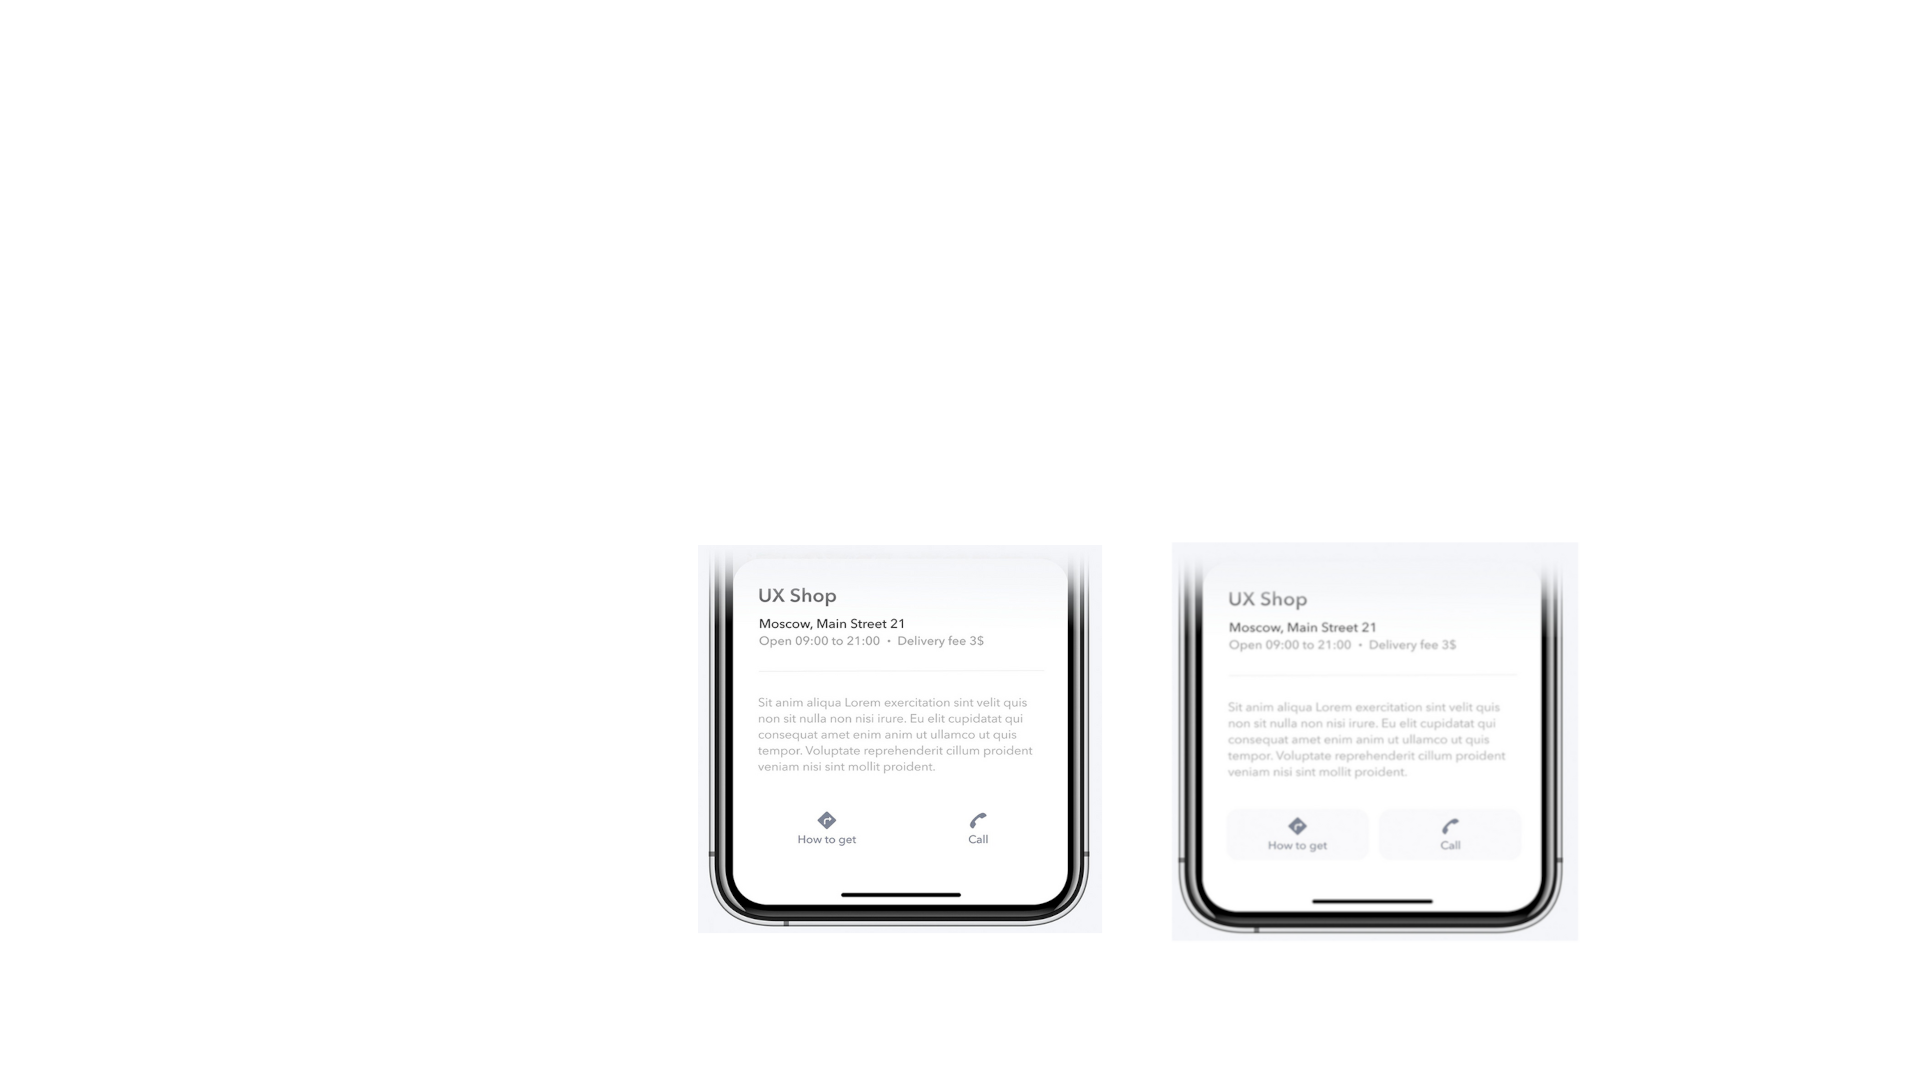 UX Shop
Moscow, Main Street 21
Open 09:00 to 21:00 • Delivery fee 3$
Sit anim aliqua Lorem exercitation sint velit quis
non sit nulla non nisi irure. Eu elit cupidatat qui
consequat amet enim anim ut ullamco ut quis
tempor. Voluptate reprehenderit cillum proident
veniam nisi sint mollit proident.
How to get
Call
UX Shop
Moscow, Main Street 21
Open 09:00 to 21:00 • Delivery fee 3$
Sit anim aliqua Lorem exercitation sint velit quis
non sit nulla non nisi irure. Eu elit cupidatat qui
consequat amet enim anim ut ullamco ut quis
tempor. Voluptate reprehenderit cillum proident
veniam nisi sint mollit proident.
How to get
Call